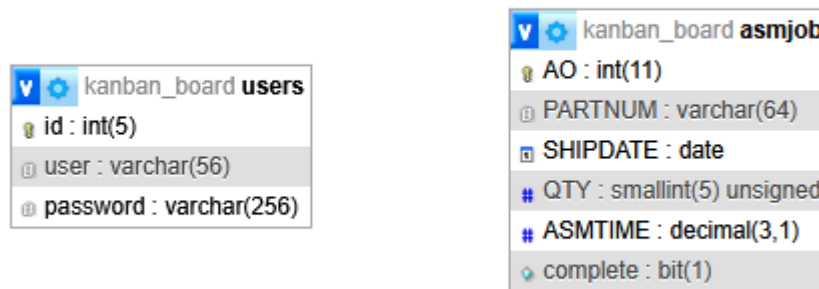 kanban_board users
id : int(5)
user : varchar(56)
password : varchar(256)
kanban_board asmjob
AO : int(11)
PARTNUM : varchar(64)
SHIPDATE : date
QTY : smallint(5) unsigned
ASMTIME : decimal(3,1)
complete : bit(1)